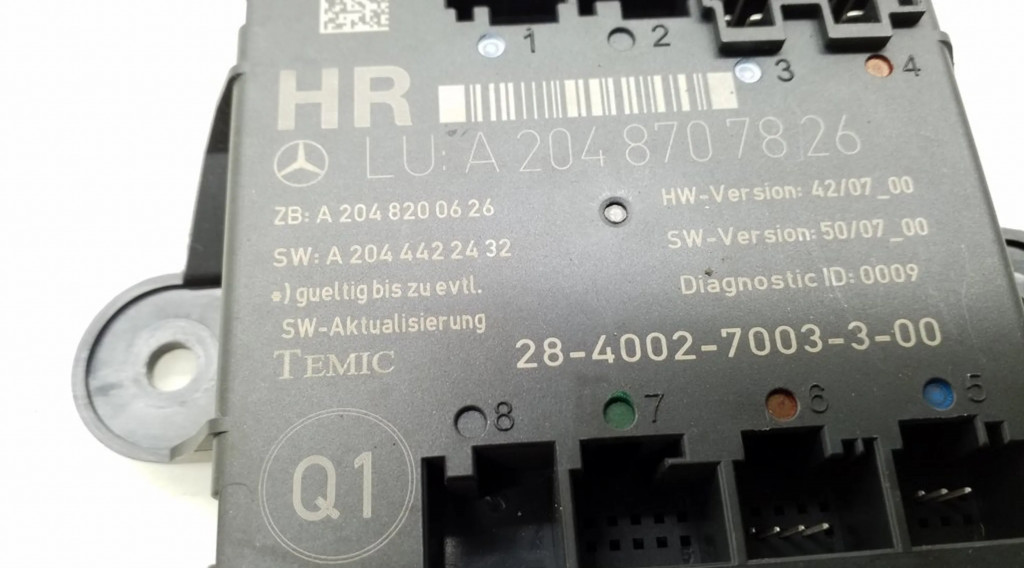 1 2
3 4
HR
LU: A 204 870 78 26
ZB: A 204 820 06 26
HW-Version: 42/07_00
SW: A 204 442 24 32
SW-Version: 50/07_00
*) gueltig bis zu evtl.
SW-Aktualisierung
Diagnostic ID: 0009
TEMIC
28-4002-7003-3-00
8 7 6 5
Q1